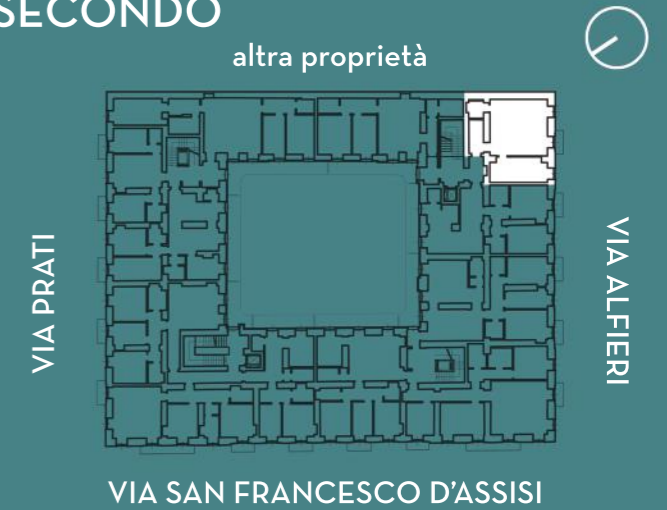 SECONDO
altra proprietà
VIA PRATI
VIA ALFIERI
VIA SAN FRANCESCO D'ASSISI